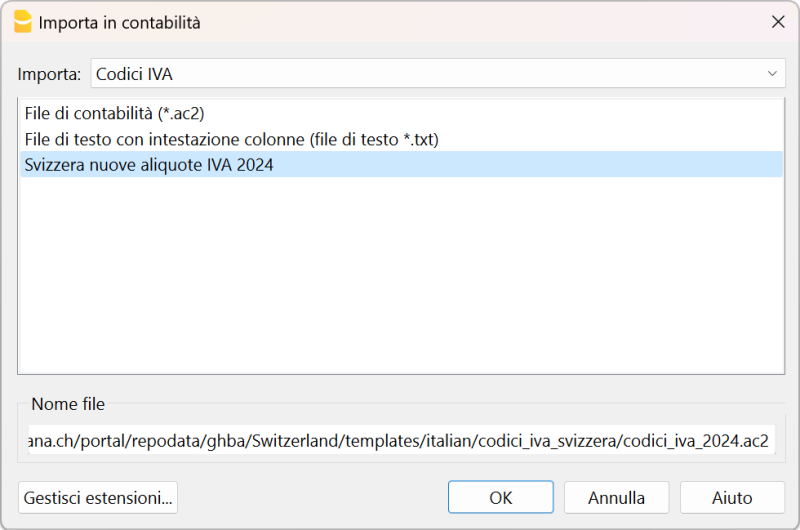 Importa in contabilità
Importa: Codici IVA
File di contabilità (*.ac2)
File di testo con intestazione colonne (file di testo *.txt)
Svizzera nuove aliquote IVA 2024
Nome file
ana.ch/portal/repodata/ghba/Switzerland/templates/italian/codici_iva_svizzera/codici_iva_2024.ac2
Gestisci estensioni... OK Annulla Aiuto